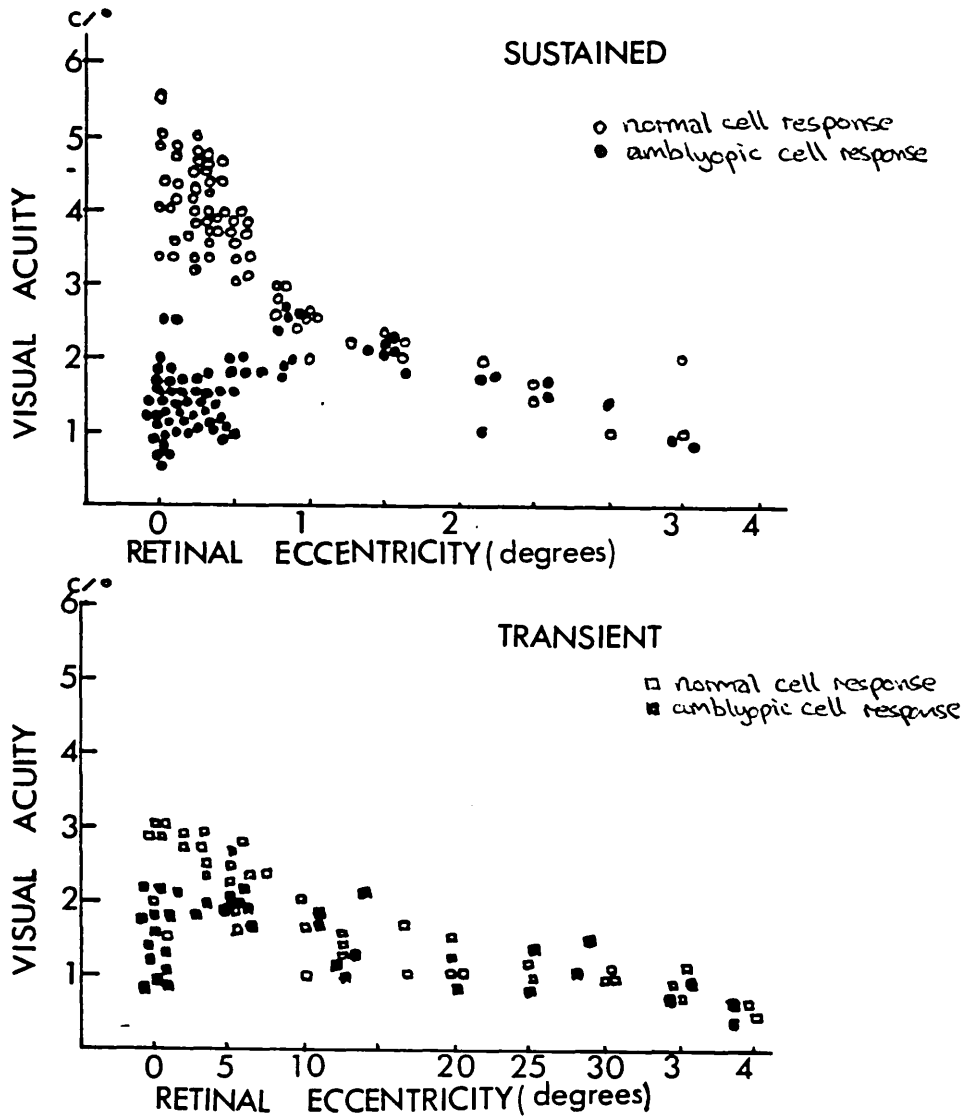 c/°
SUSTAINED
6
5
4
3
2
1
normal cell response
amblyopic cell response
VISUAL ACUITY
0 1 2 3 4
RETINAL ECCENTRICITY (degrees)
c/°
TRANSIENT
6
5
4
3
2
1
normal cell response
amblyopic cell response
VISUAL ACUITY
0 5 10 20 25 30 3 4
RETINAL ECCENTRICITY (degrees)